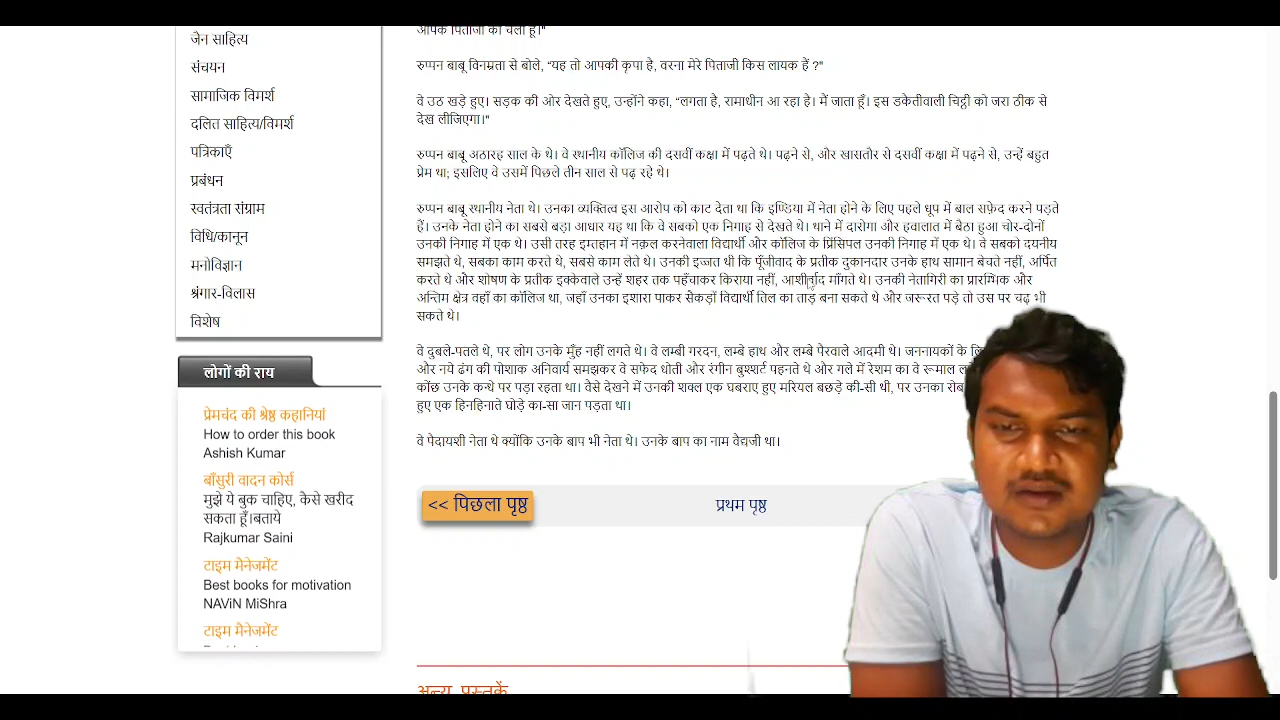 जैन साहित्य
संचयन
सामाजिक विमर्श
दलित साहित्य/विमर्श
पत्रिकाएँ
प्रबंधन
स्वतंत्रता संग्राम
विधि/कानून
मनोविज्ञान
श्रंगार-विलास
विशेष
लोगों की राय
प्रेमचंद की श्रेष्ठ कहानियां
How to order this book
Ashish Kumar
बाँसुरी वादन कोर्स
मुझे ये बुक चाहिए, केसे खरीद
सकता हूँ।बताये
Rajkumar Saini
टाइम मैनेजमेंट
Best books for motivation
NAViN MiShra
टाइम मैनेजमेंट
आपके पिताजी का चेला हूँ।"
रुप्पन बाबू विनम्रता से बोले, "यह तो आपकी कृपा है, वरना मेरे पिताजी किस लायक हैं ?"
वे उठ खड़े हुए। सड़क की ओर देखते हुए, उन्होंने कहा, "लगता है, रामाधीन आ रहा है। मैं जाता हूँ। इस डकैतीवाली चिट्ठी को जरा ठीक से
देख लीजिएगा।"
रुप्पन बाबू अठारह साल के थे। वे स्थानीय कॉलिज की दसवीं कक्षा में पढ़ते थे। पढ़ने से, और खासतौर से दसवीं कक्षा में पढ़ने से, उन्हें बहुत
प्रेम था; इसलिए वे उसमें पिछले तीन साल से पढ़ रहे थे।
रुप्पन बाबू स्थानीय नेता थे। उनका व्यक्तित्व इस आरोप को काट देता था कि इण्डिया में नेता होने के लिए पहले धूप में बाल सफ़ेद करने पड़ते
हैं। उनके नेता होने का सबसे बड़ा आधार यह था कि वे सबको एक निगाह से देखते थे। थाने में दारोगा और हवालात में बैठा हुआ चोर-दोनों
उनकी निगाह में एक थे। उसी तरह इम्तहान में नक़ल करनेवाला विद्यार्थी और कॉलिज के प्रिंसिपल उनकी निगाह में एक थे। वे सबको दयनीय
समझते थे, सबका काम करते थे, सबसे काम लेते थे। उनकी इज्जत थी कि पूँजीवाद के प्रतीक दुकानदार उनके हाथ सामान बेचते नहीं, अर्पित
करते थे और शोषण के प्रतीक इक्केवाले उन्हें शहर तक पहुँचाकर किराया नहीं, आशीर्वाद माँगते थे। उनकी नेतागिरी का प्रारम्भिक और
अन्तिम क्षेत्र वहाँ का कॉलिज था, जहाँ उनका इशारा पाकर सैकड़ों विद्यार्थी तिल का ताड़ बना सकते थे और जरूरत पड़े तो उस पर चढ़ भी
सकते थे।
वे दुबले-पतले थे, पर लोग उनके मुँह नहीं लगते थे। वे लम्बी गरदन, लम्बे हाथ और लम्बे पैरवाले आदमी थे। जननायकों के
और नये ढंग की पोशाक अनिवार्य समझकर वे सफेद धोती और रंगीन बुश्शर्ट पहनते थे और गले में रेशम का वे रूमाल
कोंछ उनके कन्धे पर पड़ा रहता था। वैसे देखने में उनकी शक्ल एक घबराए हुए मरियल बछड़े की-सी थी, पर उनका रोब
हुए एक हिनहिनाते घोड़े का-सा जान पड़ता था।
वे पैदायशी नेता थे क्योंकि उनके बाप भी नेता थे। उनके बाप का नाम वैद्यजी था।
<< पिछला पृष्ठ
प्रथम पृष्ठ
अन्य पुस्तकें